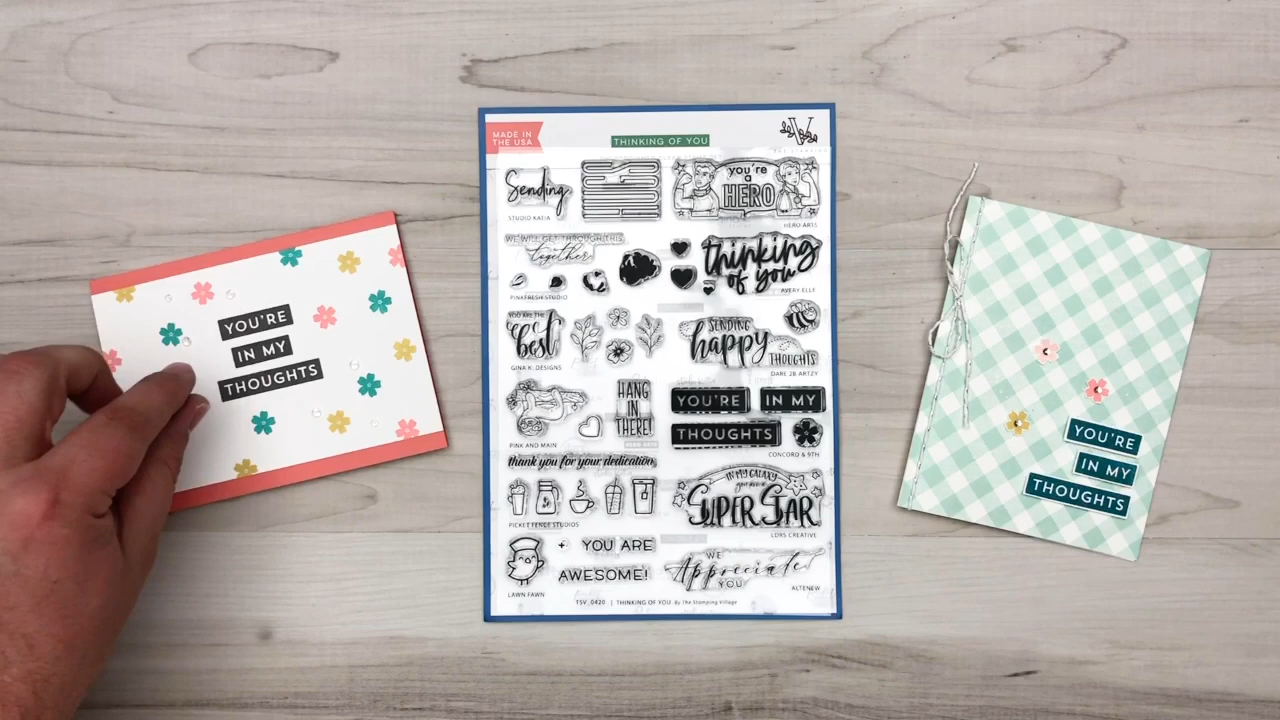 YOU'RE
IN MY
THOUGHTS
MADE IN
THE USA
THINKING OF YOU
V
Sending
HUGS
STUDIO KATIA
you're
a
HERO
HERO ARTS
WE WILL GET THROUGH THIS
together
PINKFRESH STUDIO
thinking
of you
AVERY ELLE
YOU ARE THE
best
GINA K. DESIGNS
SENDING
happy
THOUGHTS
DARE 2B ARTZY
HANG
IN
THERE!
PINK AND MAIN
YOU'RE
IN MY
THOUGHTS
CONCORD & 9TH
thank you for your dedication
PICKET FENCE STUDIOS
IN MY GALAXY
you are a
SUPER STAR
LDRS CREATIVE
YOU ARE
AWESOME!
LAWN FAWN
WE
Appreciate
YOU
ALTENEW
TSV_0420 | THINKING OF YOU By The Stamping Village
YOU'RE
IN MY
THOUGHTS